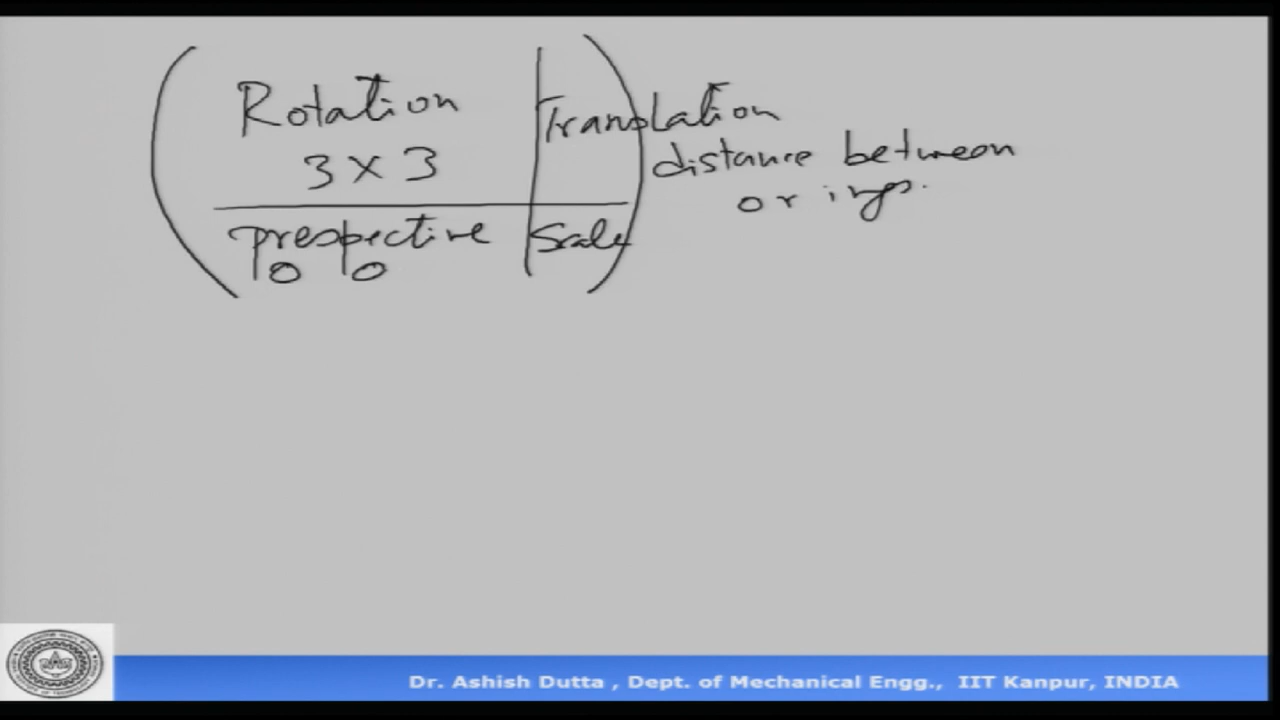 Rotation
Translation
3 X 3
distance between
prespective
Scale
0 0
Dr. Ashish Dutta , Dept. of Mechanical Engg., IIT Kanpur, INDIA